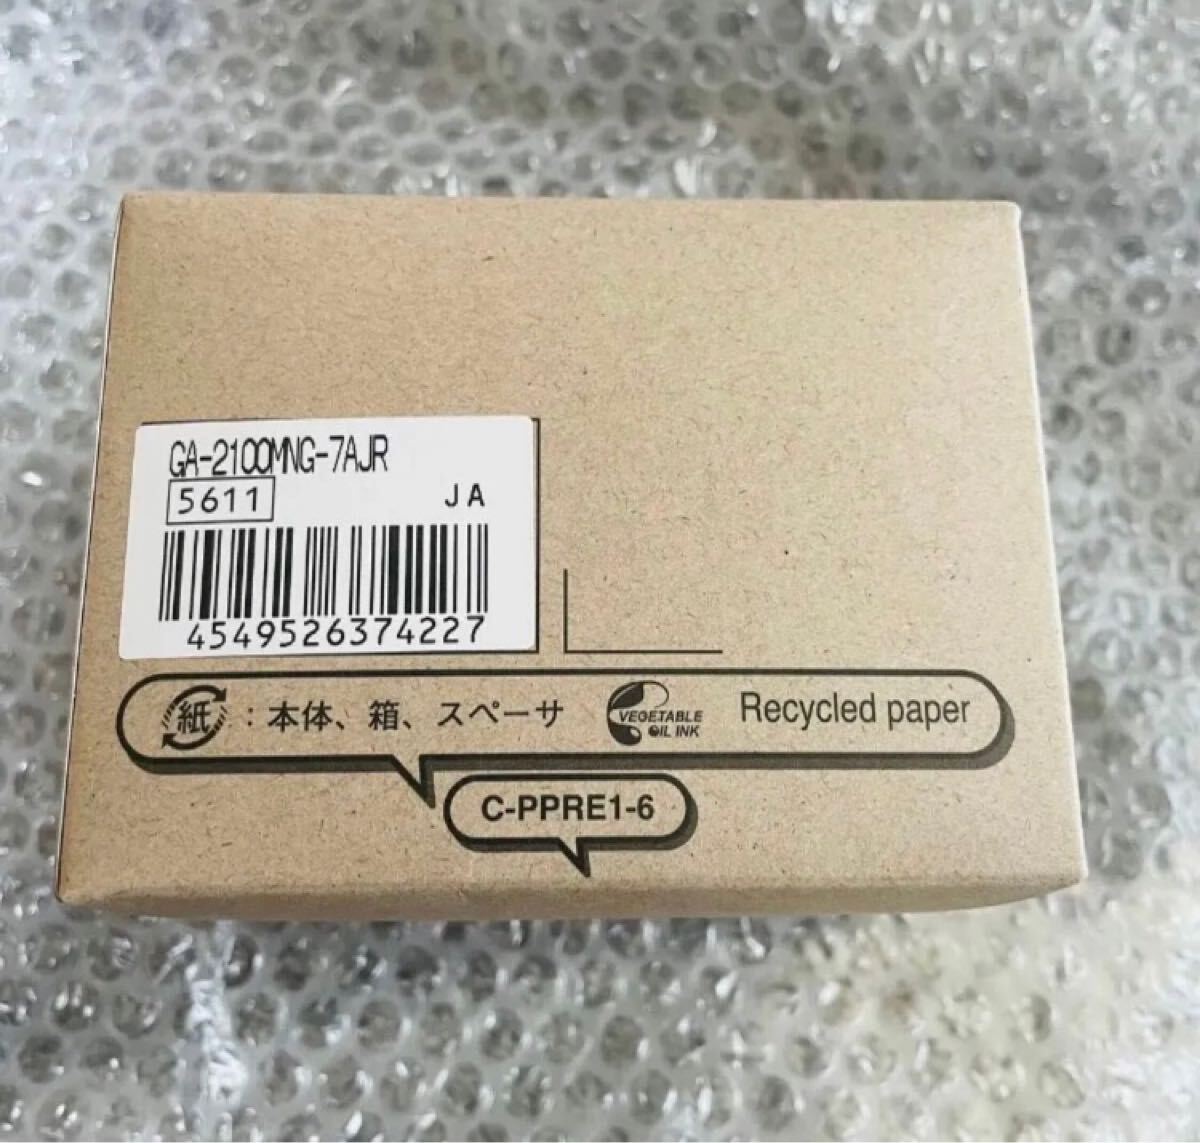 GA-2100MNG-7AJR
5611 JA
4549526374227
紙：本体、箱、スペーサ VEGETABLE OIL INK Recycled paper
C-PPRE1-6